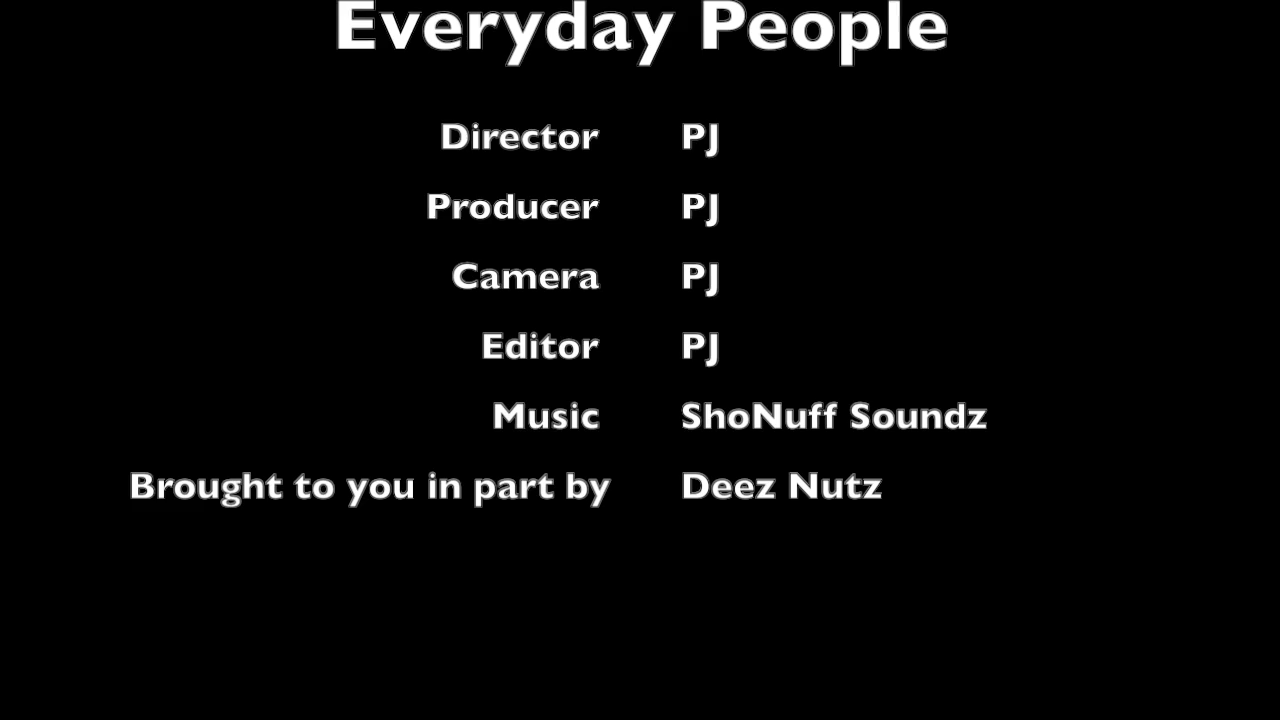 Everyday People
Director PJ
Producer PJ
Camera PJ
Editor PJ
Music ShoNuff Soundz
Brought to you in part by Deez Nutz